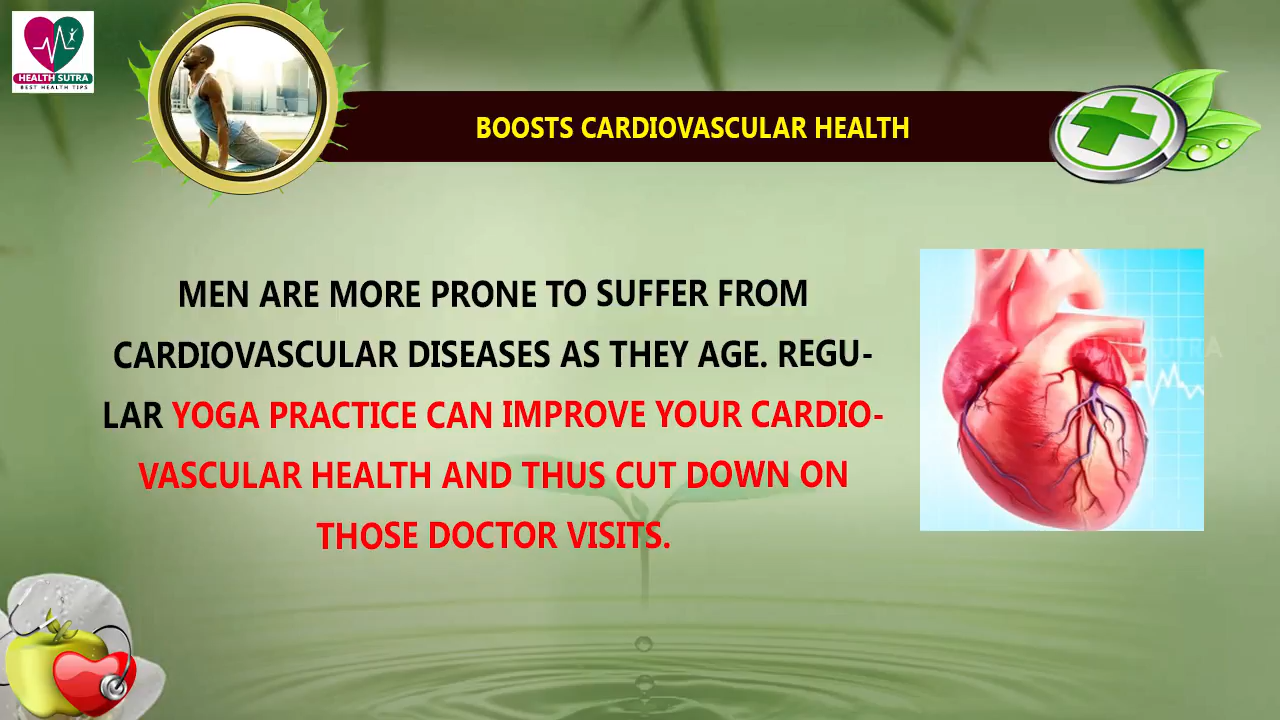 HEALTH SUTRA
BEST HEALTH TIPS
BOOSTS CARDIOVASCULAR HEALTH
MEN ARE MORE PRONE TO SUFFER FROM
CARDIOVASCULAR DISEASES AS THEY AGE. REGU-
LAR YOGA PRACTICE CAN IMPROVE YOUR CARDIO-
VASCULAR HEALTH AND THUS CUT DOWN ON
THOSE DOCTOR VISITS.